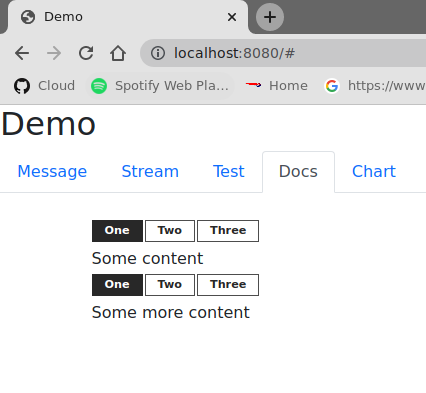 Demo
localhost:8080/#
Cloud Spotify Web Pla... Home https://www
Demo
Message Stream Test Docs Chart
One Two Three
Some content
One Two Three
Some more content